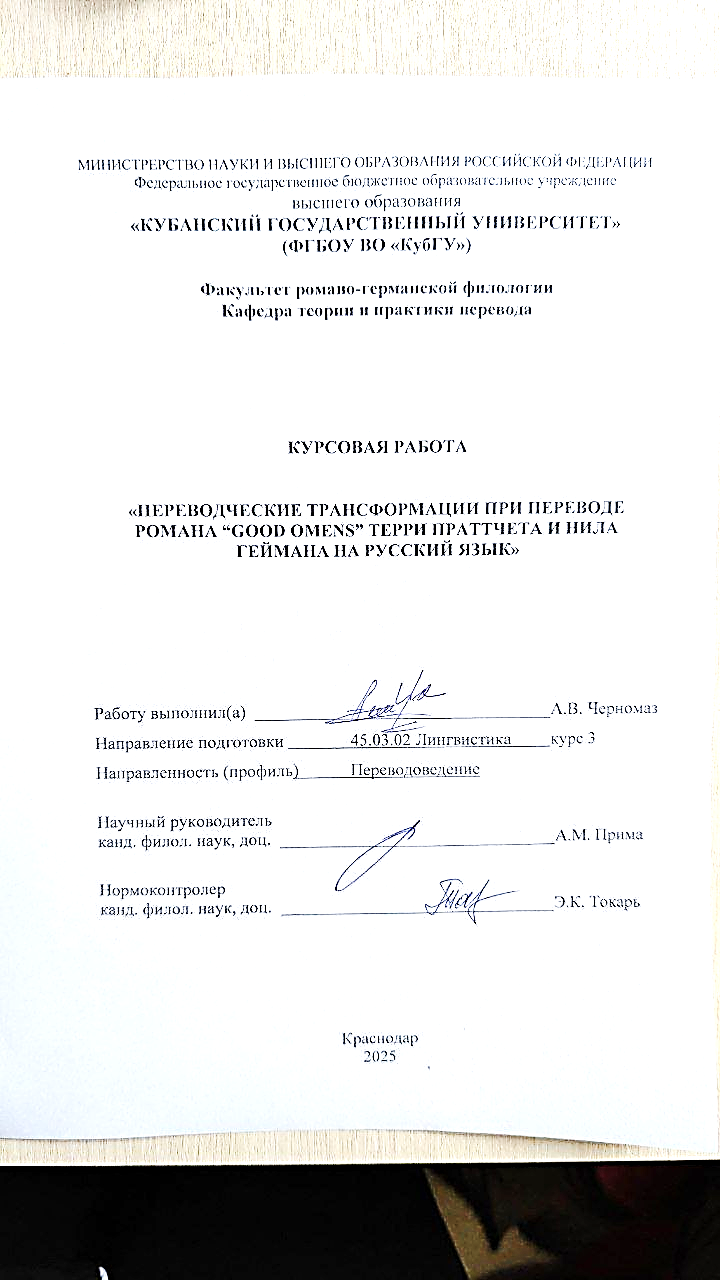 МИНИСТРЕРСТВО НАУКИ И ВЫСШЕГО ОБРАЗОВАНИЯ РОССИЙСКОЙ ФЕДЕРАЦИИ
Федеральное государственное бюджетное образовательное учреждение
высшего образования
«КУБАНСКИЙ ГОСУДАРСТВЕННЫЙ УНИВЕРСИТЕТ»
(ФГБОУ ВО «КубГУ»)
Факультет романо-германской филологии
Кафедра теории и практики перевода
КУРСОВАЯ РАБОТА
«ПЕРЕВОДЧЕСКИЕ ТРАНСФОРМАЦИИ ПРИ ПЕРЕВОДЕ
РОМАНА “GOOD OMENS” ТЕРРИ ПРАТТЧЕТА И НИЛА
ГЕЙМАНА НА РУССКИЙ ЯЗЫК»
Работу выполнил(а) А.В. Черномаз
Направление подготовки 45.03.02 Лингвистика курс 3
Направленность (профиль) Переводоведение
Научный руководитель
канд. филол. наук, доц. А.М. Прима
Нормоконтролер
канд. филол. наук, доц. Э.К. Токарь
Краснодар
2025